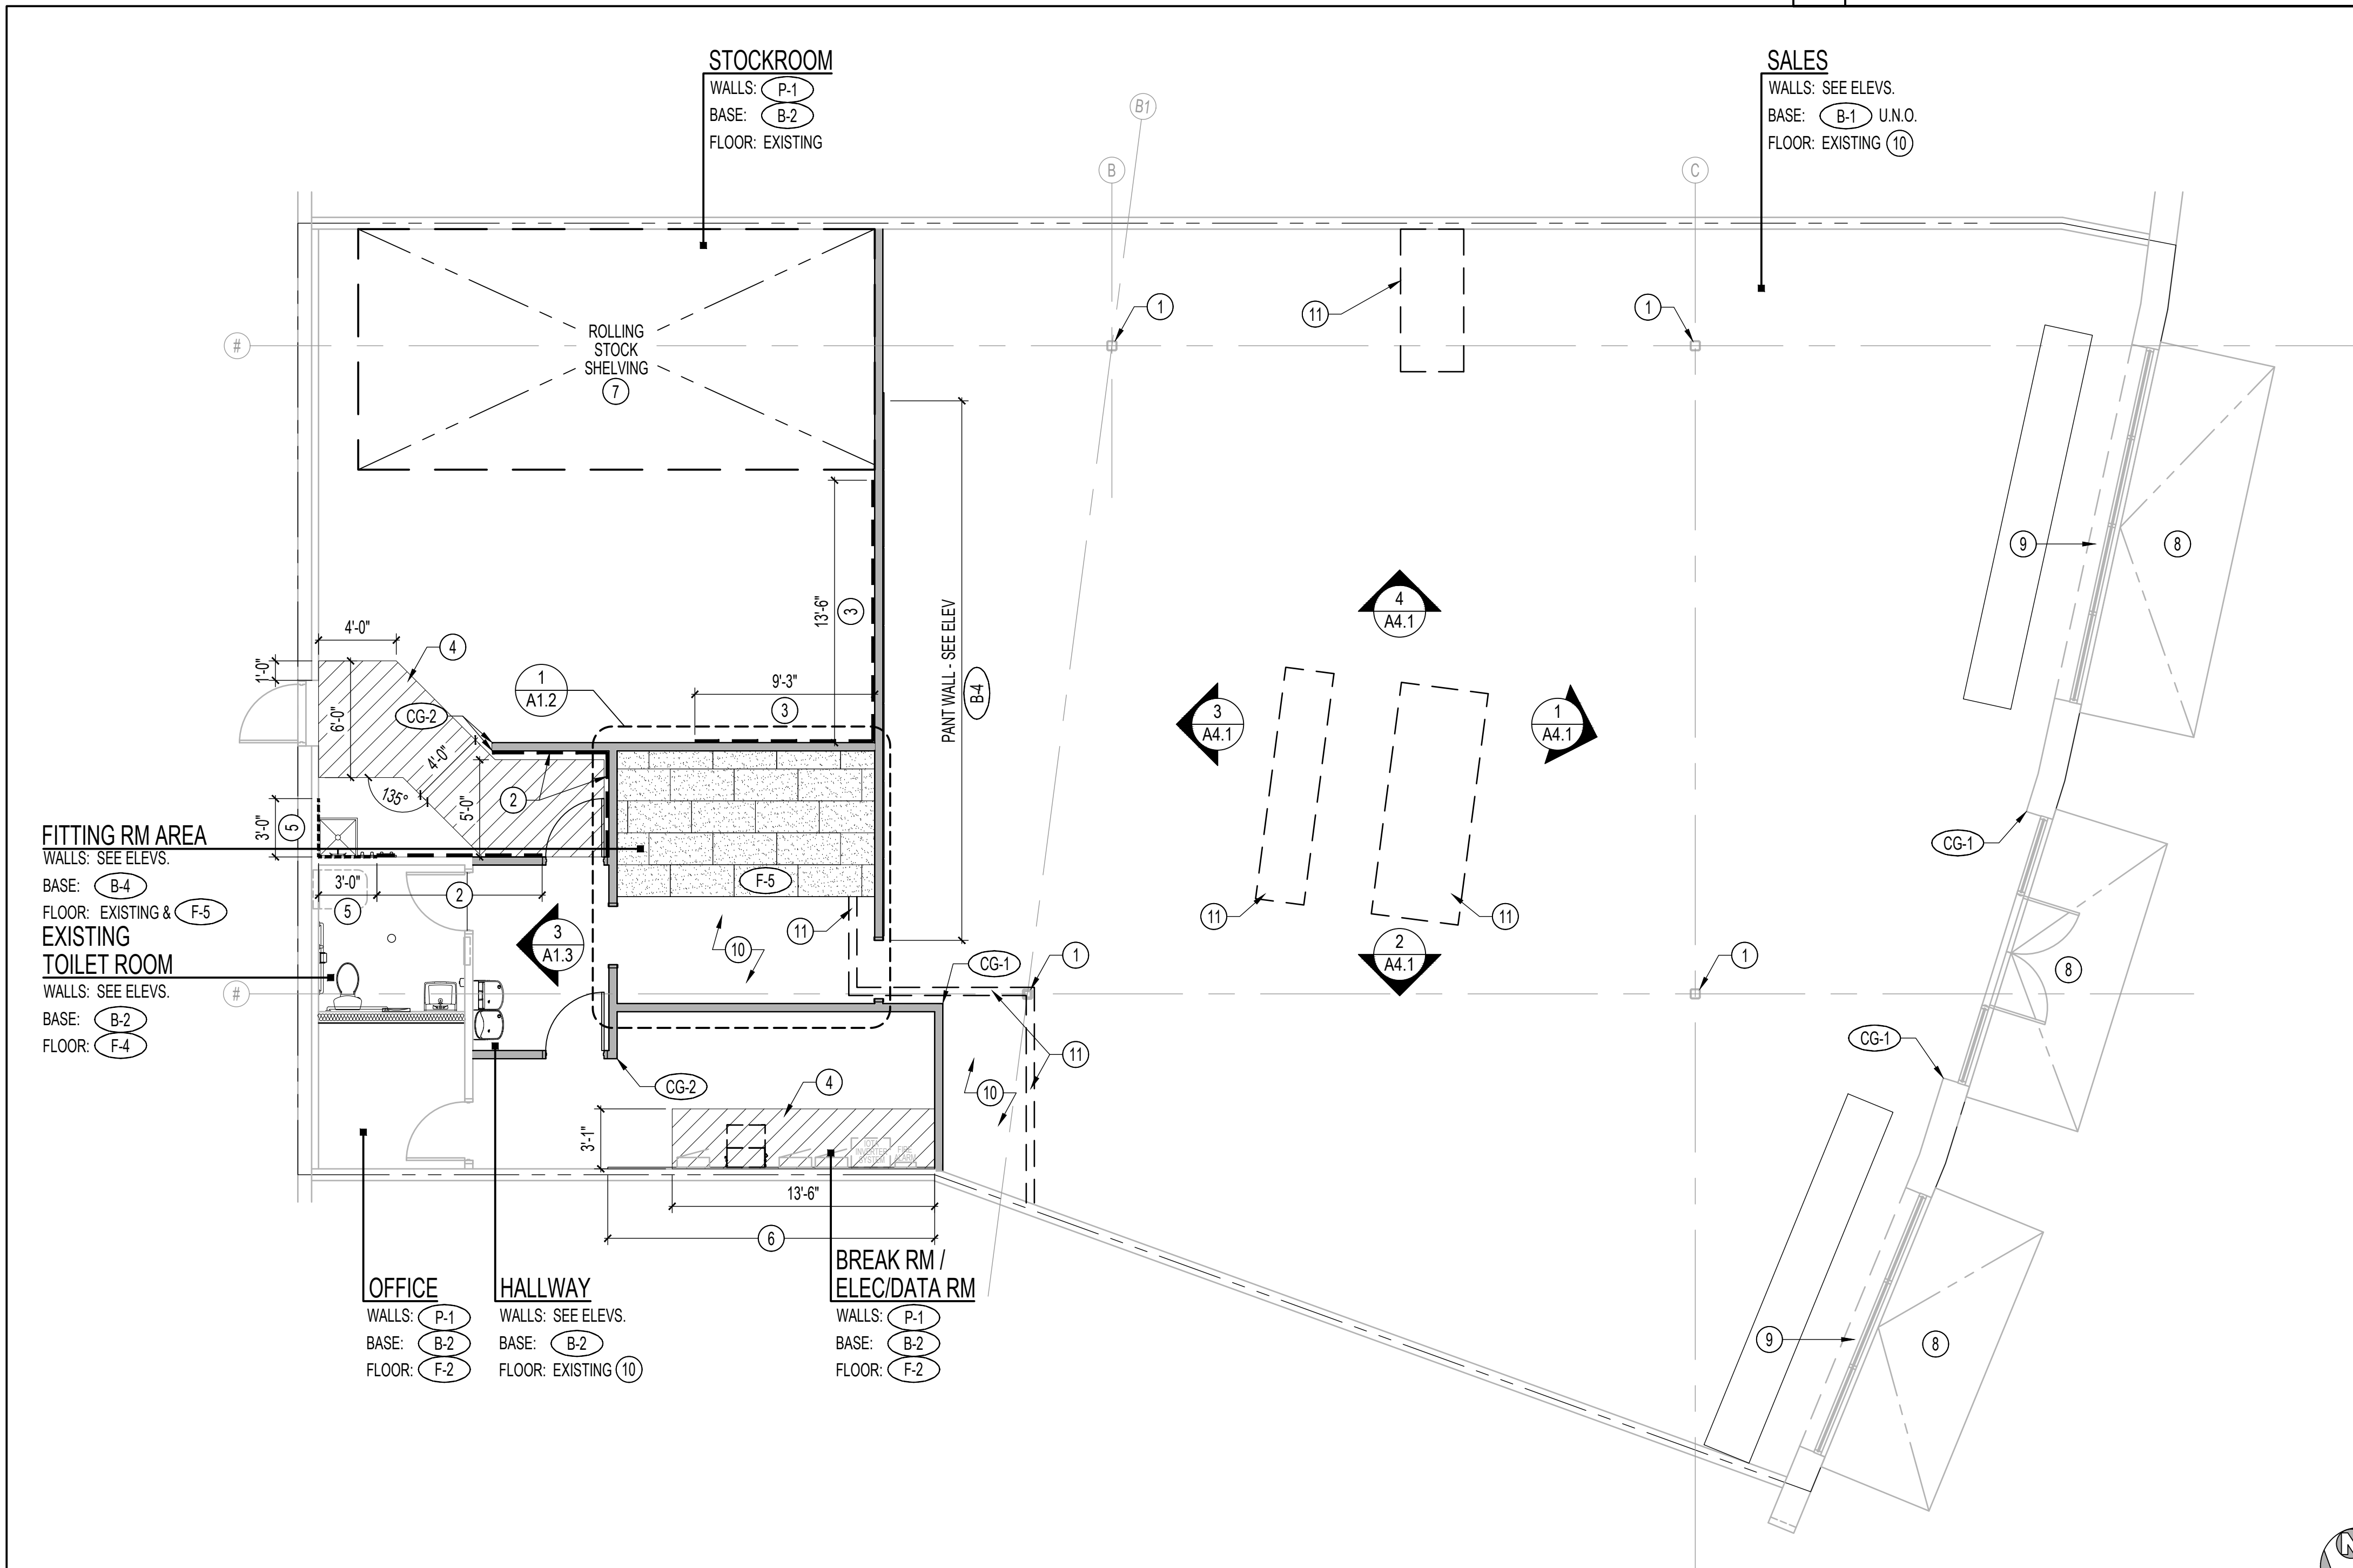 STOCKROOM
WALLS: P-1
BASE: B-2
FLOOR: EXISTING
SALES
WALLS: SEE ELEVS.
BASE: B-1 U.N.O.
FLOOR: EXISTING 10
B1
B
C
1
11
1
#
ROLLING
STOCK
SHELVING
7
9
8
13'-6"
3
PANT WALL - SEE ELEV
B-4
4
A4.1
4'-0"
4
1'-0"
6'-0"
1
A1.2
9'-3"
3
CG-2
3
A4.1
1
A4.1
4'-0"
135°
5'-0"
2
3'-0"
5
FITTING RM AREA
WALLS: SEE ELEVS.
BASE: B-4
FLOOR: EXISTING & F-5
F-5
CG-1
3'-0"
5
2
11
11
11
EXISTING
TOILET ROOM
WALLS: SEE ELEVS.
BASE: B-2
FLOOR: F-4
3
A1.3
10
2
A4.1
CG-1
1
1
8
#
CG-1
11
10
CG-2
4
3'-1"
IOTA
INVERTER
SYSTEM
FIRE
ALARM
13'-6"
6
9
8
OFFICE
WALLS: P-1
BASE: B-2
FLOOR: F-2
HALLWAY
WALLS: SEE ELEVS.
BASE: B-2
FLOOR: EXISTING 10
BREAK RM /
ELEC/DATA RM
WALLS: P-1
BASE: B-2
FLOOR: F-2
N